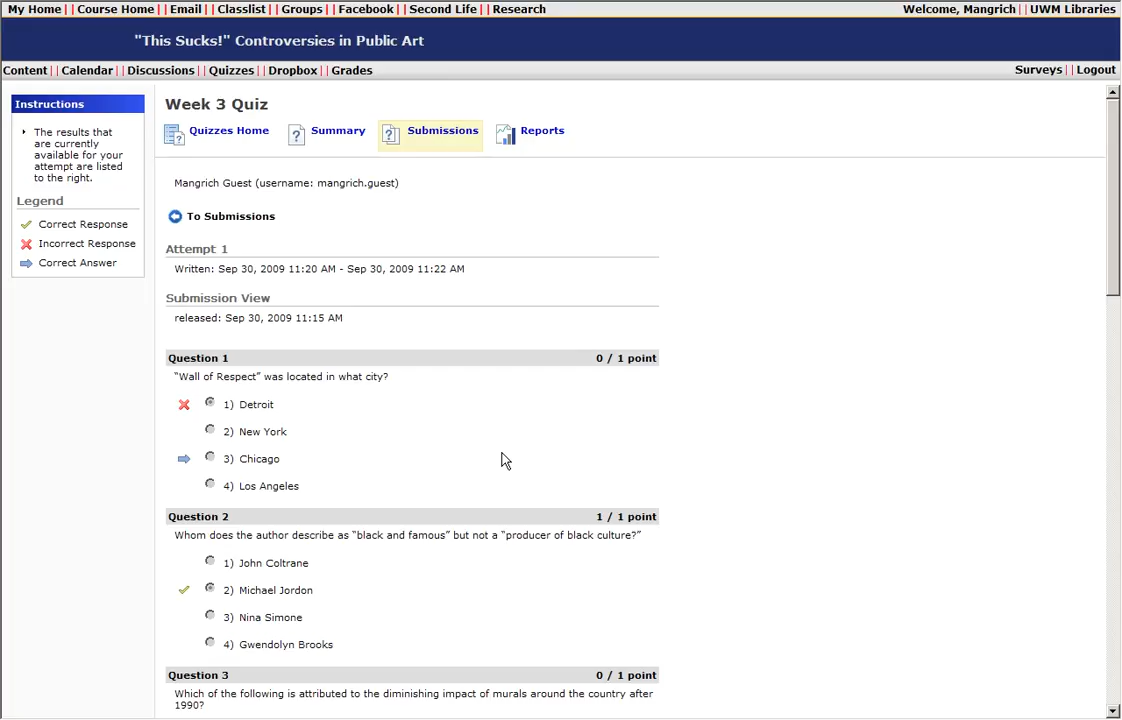 My Home || Course Home || Email || Classlist || Groups || Facebook || Second Life || Research
Welcome, Mangrich || UWM Libraries
"This Sucks!" Controversies in Public Art
Content || Calendar || Discussions || Quizzes || Dropbox || Grades
Surveys || Logout
Instructions
The results that
are currently
available for your
attempt are listed
to the right.
Legend
Correct Response
Incorrect Response
Correct Answer
Week 3 Quiz
Quizzes Home
Summary
Submissions
Reports
Mangrich Guest (username: mangrich.guest)
To Submissions
Attempt 1
Written: Sep 30, 2009 11:20 AM - Sep 30, 2009 11:22 AM
Submission View
released: Sep 30, 2009 11:15 AM
Question 1 0 / 1 point
“Wall of Respect” was located in what city?
1) Detroit
2) New York
3) Chicago
4) Los Angeles
Question 2 1 / 1 point
Whom does the author describe as “black and famous” but not a “producer of black culture?”
1) John Coltrane
2) Michael Jordon
3) Nina Simone
4) Gwendolyn Brooks
Question 3 0 / 1 point
Which of the following is attributed to the diminishing impact of murals around the country after
1990?